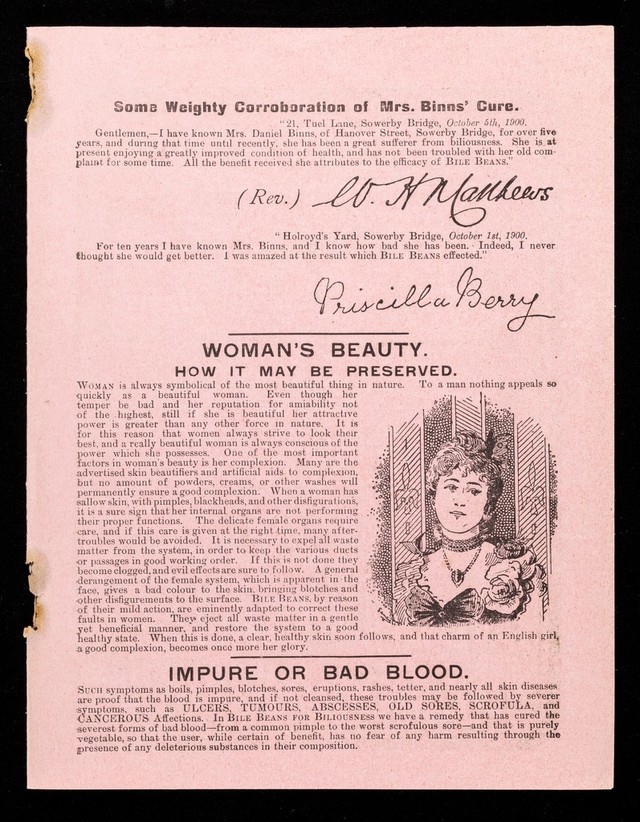 Some Weighty Corroboration of Mrs. Binns' Cure.
"21, Tuel Lane, Sowerby Bridge, October 5th, 1900.
Gentlemen,—I have known Mrs. Daniel Binns, of Hanover Street, Sowerby Bridge, for over five
years, and during that time until recently, she has been a great sufferer from biliousness. She is at
present enjoying a greatly improved condition of health, and has not been troubled with her old com-
plaint for some time. All the benefit received she attributes to the efficacy of BILE BEANS."
(Rev.) W. H Matthews
"Holroyd's Yard, Sowerby Bridge, October 1st, 1900.
For ten years I have known Mrs. Binns, and I know how bad she has been. Indeed, I never
thought she would get better. I was amazed at the result which BILE BEANS effected."
Priscilla Berry
WOMAN'S BEAUTY.
HOW IT MAY BE PRESERVED.
WOMAN is always symbolical of the most beautiful thing in nature. To a man nothing appeals so
quickly as a beautiful woman. Even though her
temper be bad and her reputation for amiability not
of the highest, still if she is beautiful her attractive
power is greater than any other force in nature. It is
for this reason that women always strive to look their
best, and a really beautiful woman is always conscious of the
power which she possesses. One of the most important
factors in woman's beauty is her complexion. Many are the
advertised skin beautifiers and artificial aids to complexion,
but no amount of powders, creams, or other washes will
permanently ensure a good complexion. When a woman has
sallow skin, with pimples, blackheads, and other disfigurations,
it is a sure sign that her internal organs are not performing
their proper functions. The delicate female organs require
care, and if this care is given at the right time, many after-
troubles would be avoided. It is necessary to expel all waste
matter from the system, in order to keep the various ducts
or passages in good working order. If this is not done they
become clogged, and evil effects are sure to follow. A general
derangement of the female system, which is apparent in the
face, gives a bad colour to the skin, bringing blotches and
other disfigurations to the surface. BILE BEANS, by reason
of their mild action, are eminently adapted to correct these
faults in women. They eject all waste matter in a gentle
yet beneficial manner, and restore the system to a good
healthy state. When this is done, a clear, healthy skin soon follows, and that charm of an English girl,
a good complexion, becomes once more her glory.
IMPURE OR BAD BLOOD.
SUCH symptoms as boils, pimples, blotches, sores, eruptions, rashes, tetter, and nearly all skin diseases
are proof that the blood is impure, and if not cleansed, these troubles may be followed by severer
symptoms, such as ULCERS, TUMOURS, ABSCESSES, OLD SORES, SCROFULA, and
CANCEROUS Affections. In BILE BEANS FOR BILIOUSNESS we have a remedy that has cured the
severest forms of bad blood—from a common pimple to the worst scrofulous sore—and that is purely
vegetable, so that the user, while certain of benefit, has no fear of any harm resulting through the
presence of any deleterious substances in their composition.